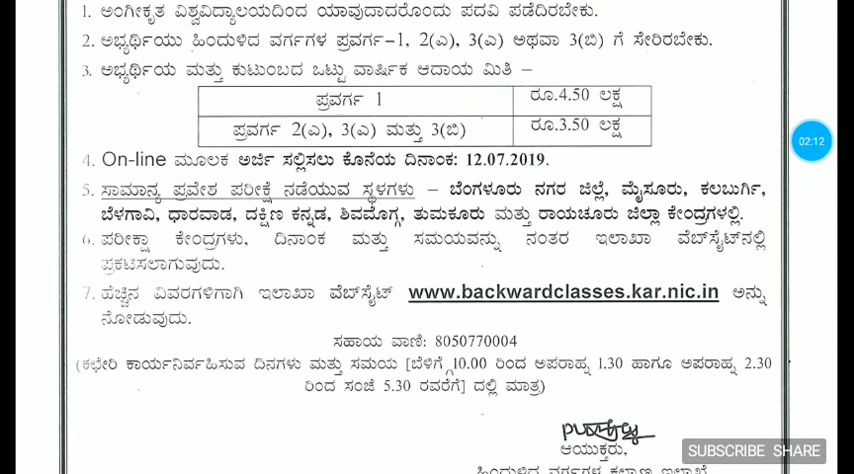 1. ಅಂಗೀಕೃತ ವಿಶ್ವವಿದ್ಯಾಲಯದಿಂದ ಯಾವುದಾದರೊಂದು ಪದವಿ ಪಡೆದಿರಬೇಕು.
2. ಅಭ್ಯರ್ಥಿಯು ಹಿಂದುಳಿದ ವರ್ಗಗಳ ಪ್ರವರ್ಗ-1, 2(ಎ), 3(ಎ) ಅಥವಾ 3(ಬಿ) ಗೆ ಸೇರಿರಬೇಕು.
3. ಅಭ್ಯರ್ಥಿಯ ಮತ್ತು ಕುಟುಂಬದ ಒಟ್ಟು ವಾರ್ಷಿಕ ಆದಾಯ ಮಿತಿ –
ಪ್ರವರ್ಗ 1 ರೂ.4.50 ಲಕ್ಷ
ಪ್ರವರ್ಗ 2(ಎ), 3(ಎ) ಮತ್ತು 3(ಬಿ) ರೂ.3.50 ಲಕ್ಷ
02:12
4. On-line ಮೂಲಕ ಅರ್ಜಿ ಸಲ್ಲಿಸಲು ಕೊನೆಯ ದಿನಾಂಕ: 12.07.2019.
5. ಸಾಮಾನ್ಯ ಪ್ರವೇಶ ಪರೀಕ್ಷೆ ನಡೆಯುವ ಸ್ಥಳಗಳು – ಬೆಂಗಳೂರು ನಗರ ಜಿಲ್ಲೆ, ಮೈಸೂರು, ಕಲಬುರ್ಗಿ,
ಬೆಳಗಾವಿ, ಧಾರವಾಡ, ದಕ್ಷಿಣ ಕನ್ನಡ, ಶಿವಮೊಗ್ಗ, ತುಮಕೂರು ಮತ್ತು ರಾಯಚೂರು ಜಿಲ್ಲಾ ಕೇಂದ್ರಗಳಲ್ಲಿ.
6. ಪರೀಕ್ಷಾ ಕೇಂದ್ರಗಳು, ದಿನಾಂಕ ಮತ್ತು ಸಮಯವನ್ನು ನಂತರ ಇಲಾಖಾ ವೆಬ್‌ಸೈಟ್‌ನಲ್ಲಿ
ಪ್ರಕಟಿಸಲಾಗುವುದು.
7. ಹೆಚ್ಚಿನ ವಿವರಗಳಿಗಾಗಿ ಇಲಾಖಾ ವೆಬ್‌ಸೈಟ್ www.backwardclasses.kar.nic.in ಅನ್ನು
ನೋಡುವುದು.
ಸಹಾಯ ವಾಣಿ: 8050770004
(ಕಛೇರಿ ಕಾರ್ಯನಿರ್ವಹಿಸುವ ದಿನಗಳು ಮತ್ತು ಸಮಯ [ಬೆಳಿಗ್ಗೆ 10.00 ರಿಂದ ಅಪರಾಹ್ನ 1.30 ಹಾಗೂ ಅಪರಾಹ್ನ 2.30
ರಿಂದ ಸಂಜೆ 5.30 ರವರೆಗೆ] ದಲ್ಲಿ ಮಾತ್ರ)
ಆಯುಕ್ತರು,
ಹಿಂದುಳಿದ ವರ್ಗಗಳ ಕಲ್ಯಾಣ ಇಲಾಖೆ
SUBSCRIBE SHARE